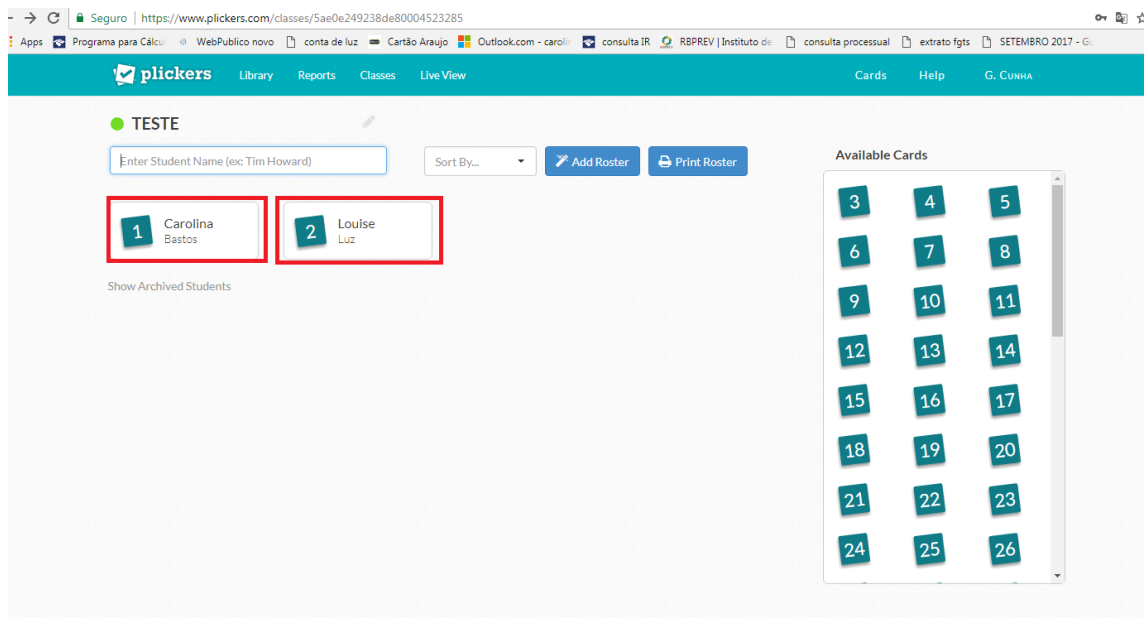 Seguro | https://www.plickers.com/classes/5ae0e249238de80004523285
Apps Programa para Cálcul WebPublico novo conta de luz Cartão Araujo Outlook.com - carolin consulta IR RBPREV | Instituto de consulta processual extrato fgts SETEMBRO 2017 - Gu
plickers Library Reports Classes Live View Cards Help G. CUNHA
TESTE
Enter Student Name (ex: Tim Howard) Sort By... Add Roster Print Roster
1 Carolina
Bastos
2 Louise
Luz
Show Archived Students
Available Cards
3 4 5
6 7 8
9 10 11
12 13 14
15 16 17
18 19 20
21 22 23
24 25 26